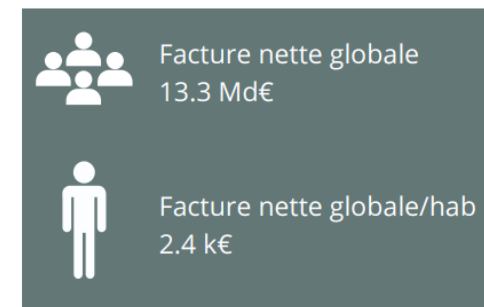 Facture nette globale
13.3 Md€
Facture nette globale/hab
2.4 k€